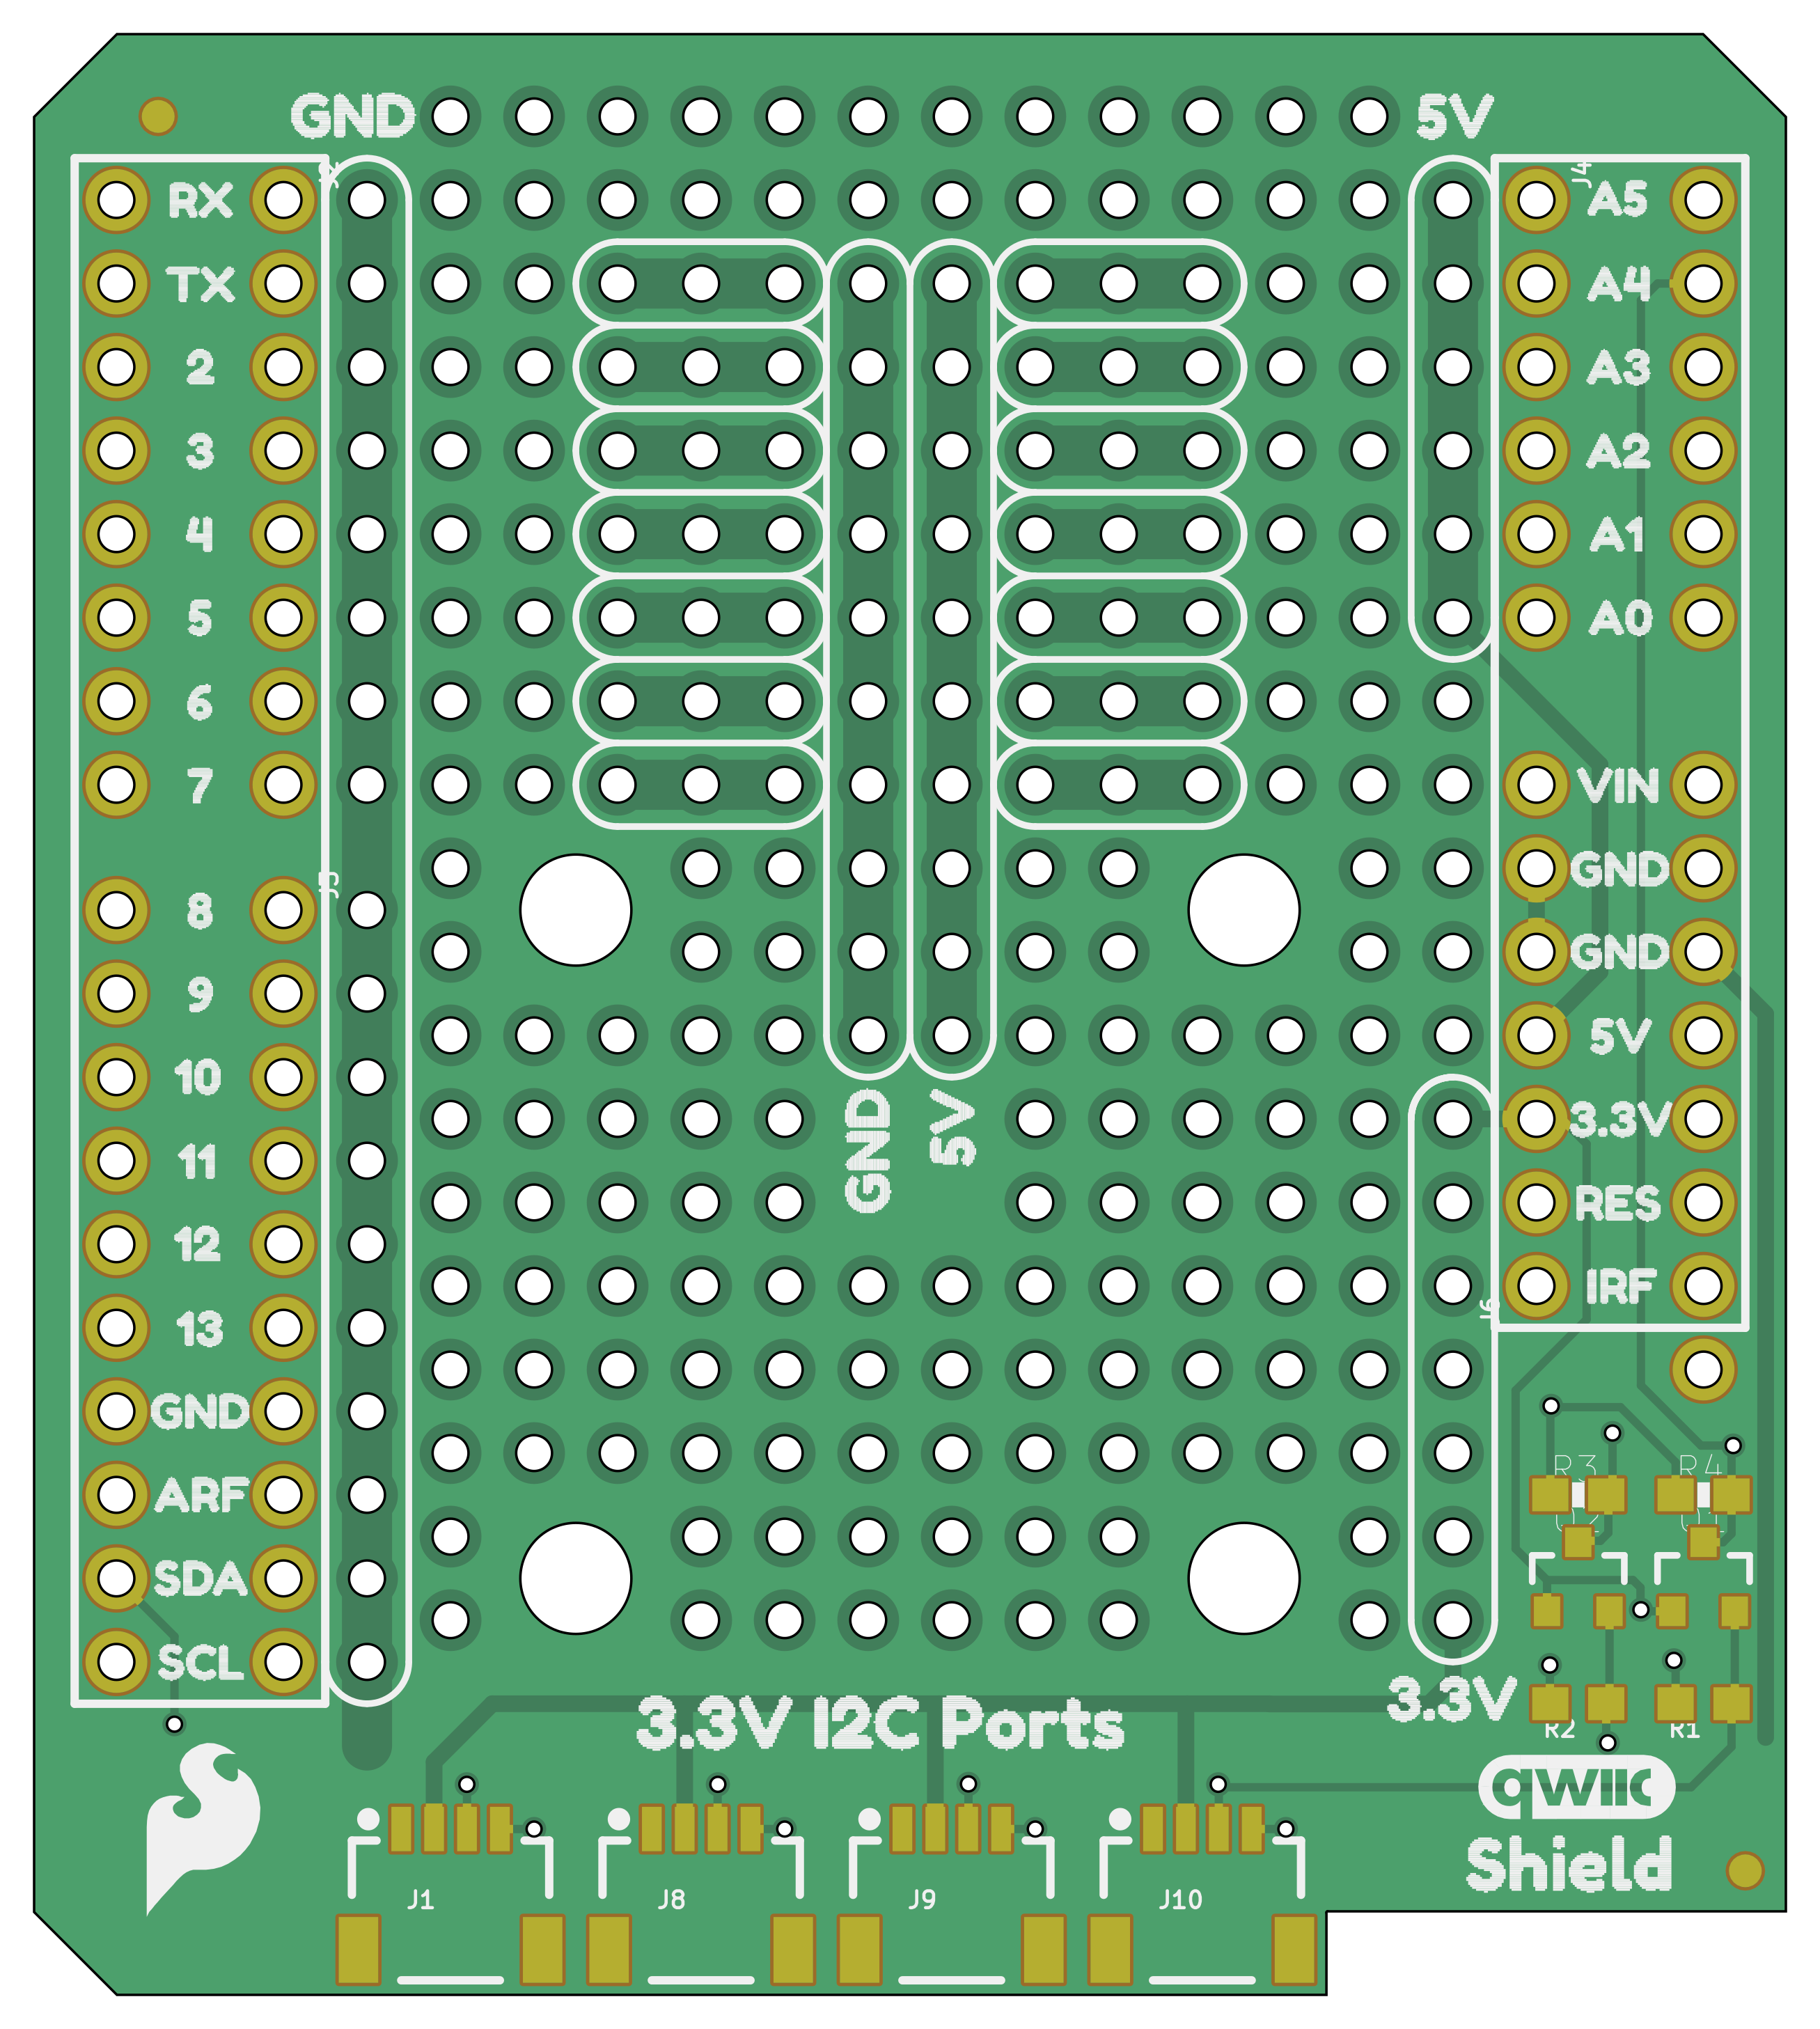 GND
5V
RX
TX
2
3
4
5
6
7
8
9
10
11
12
13
GND
ARF
SDA
SCL
J5
GND
5V
J4
A5
A4
A3
A2
A1
A0
VIN
GND
GND
5V
3.3V
RES
IRF
J6
R3
R4
R2
R1
3.3V
3.3V I2C Ports
qwiic
Shield
J1
J8
J9
J10